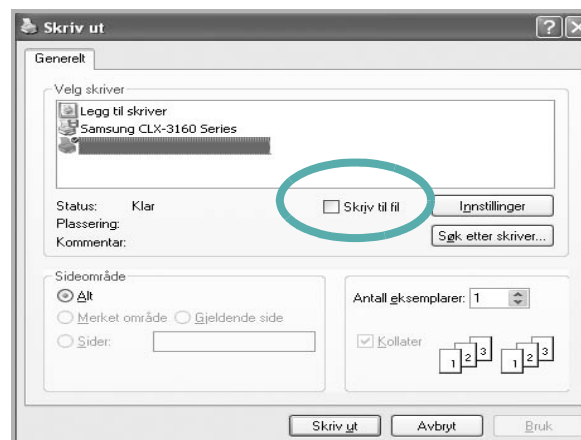 Skriv ut
Generelt
Velg skriver
Legg til skriver
Samsung CLX-3160 Series
Status: Klar
Skriv til fil
Innstillinger
Plassering:
Kommentar:
Søk etter skriver...
Sideområde
Alt
Antall eksemplarer: 1
Merket område
Gjeldende side
Sider:
Kollater
1 2 3 1 2 3
Skriv ut
Avbryt
Bruk